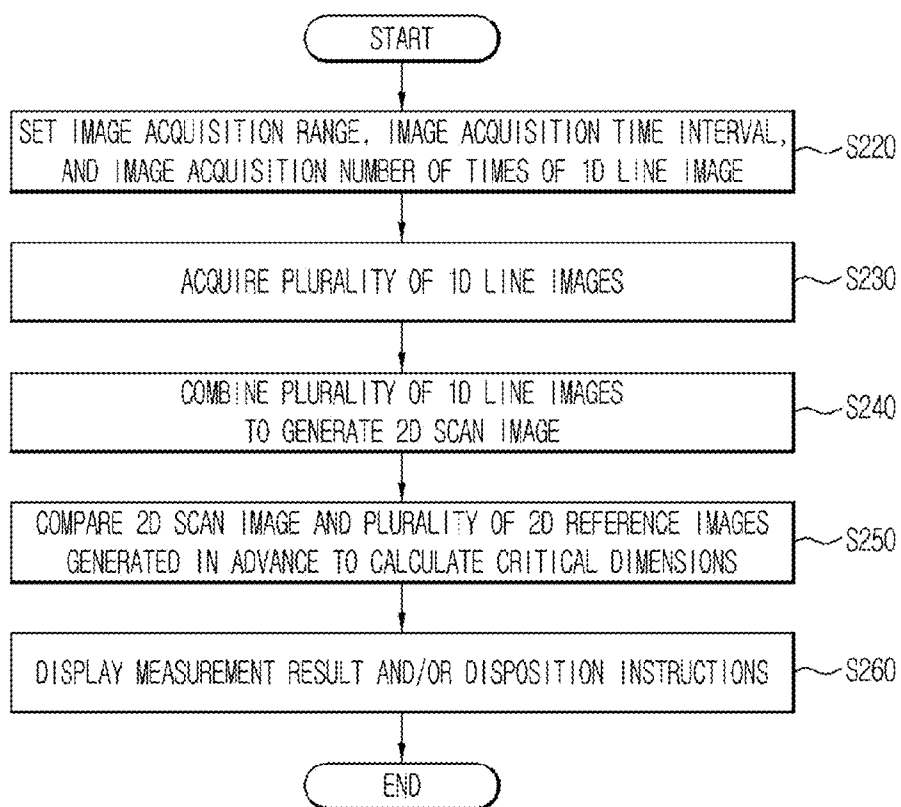 START
SET IMAGE ACQUISITION RANGE, IMAGE ACQUISITION TIME INTERVAL,
AND IMAGE ACQUISITION NUMBER OF TIMES OF 1D LINE IMAGE
S220
ACQUIRE PLURALITY OF 1D LINE IMAGES
S230
COMBINE PLURALITY OF 1D LINE IMAGES
TO GENERATE 2D SCAN IMAGE
S240
COMPARE 2D SCAN IMAGE AND PLURALITY OF 2D REFERENCE IMAGES
GENERATED IN ADVANCE TO CALCULATE CRITICAL DIMENSIONS
S250
DISPLAY MEASUREMENT RESULT AND/OR DISPOSITION INSTRUCTIONS
S260
END